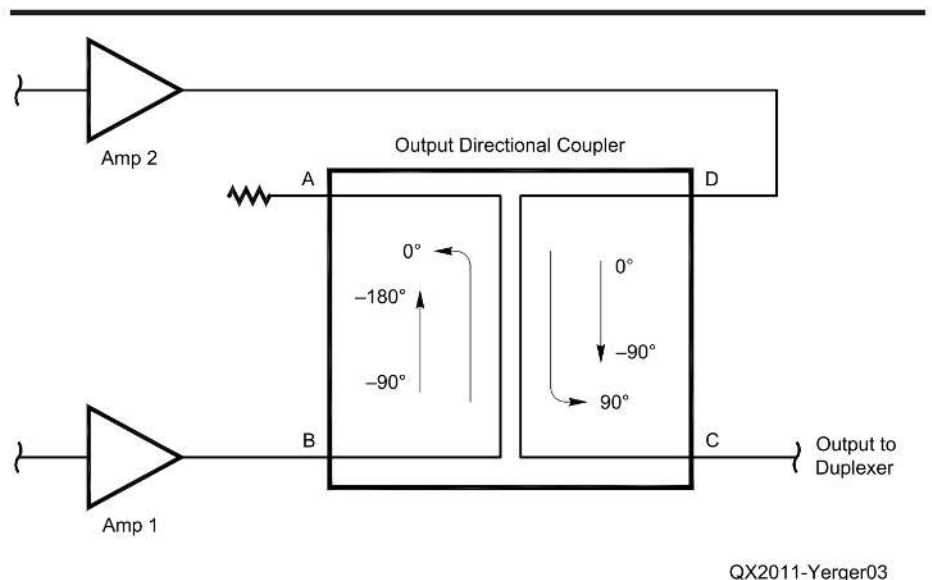 Amp 2
Output Directional Coupler
A
D
0°
0°
–180°
–90°
–90°
90°
B
C
Output to
Duplexer
Amp 1
QX2011-Yerger03